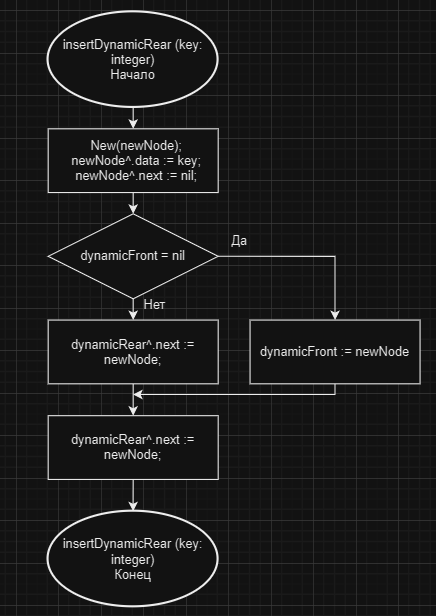 insertDynamicRear (key:
integer)
Начало
New(newNode);
newNode^.data := key;
newNode^.next := nil;
dynamicFront = nil
Да
Нет
dynamicRear^.next :=
newNode;
dynamicFront := newNode
dynamicRear^.next :=
newNode;
insertDynamicRear (key:
integer)
Конец